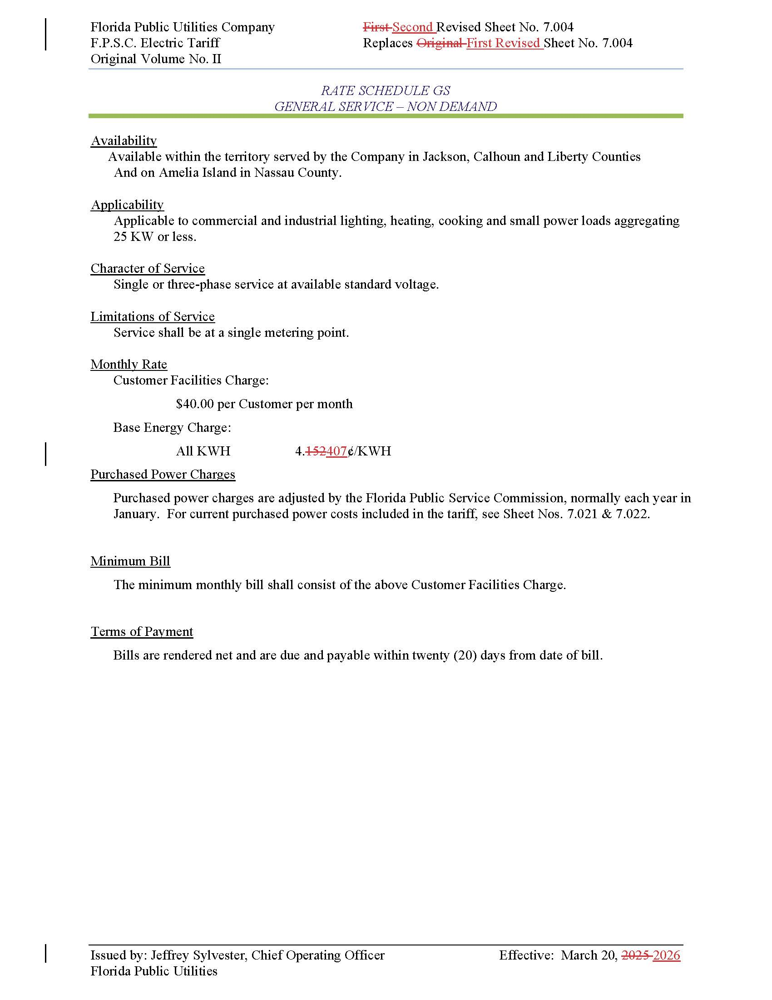 Florida Public Utilities Company
First Second Revised Sheet No. 7.004
F.P.S.C. Electric Tariff
Replaces Original First Revised Sheet No. 7.004
Original Volume No. II
RATE SCHEDULE GS
GENERAL SERVICE – NON DEMAND
Availability
Available within the territory served by the Company in Jackson, Calhoun and Liberty Counties
And on Amelia Island in Nassau County.
Applicability
Applicable to commercial and industrial lighting, heating, cooking and small power loads aggregating
25 KW or less.
Character of Service
Single or three-phase service at available standard voltage.
Limitations of Service
Service shall be at a single metering point.
Monthly Rate
Customer Facilities Charge:
$40.00 per Customer per month
Base Energy Charge:
All KWH 4.152407¢/KWH
Purchased Power Charges
Purchased power charges are adjusted by the Florida Public Service Commission, normally each year in
January. For current purchased power costs included in the tariff, see Sheet Nos. 7.021 & 7.022.
Minimum Bill
The minimum monthly bill shall consist of the above Customer Facilities Charge.
Terms of Payment
Bills are rendered net and are due and payable within twenty (20) days from date of bill.
Issued by: Jeffrey Sylvester, Chief Operating Officer
Effective: March 20, 2025 2026
Florida Public Utilities